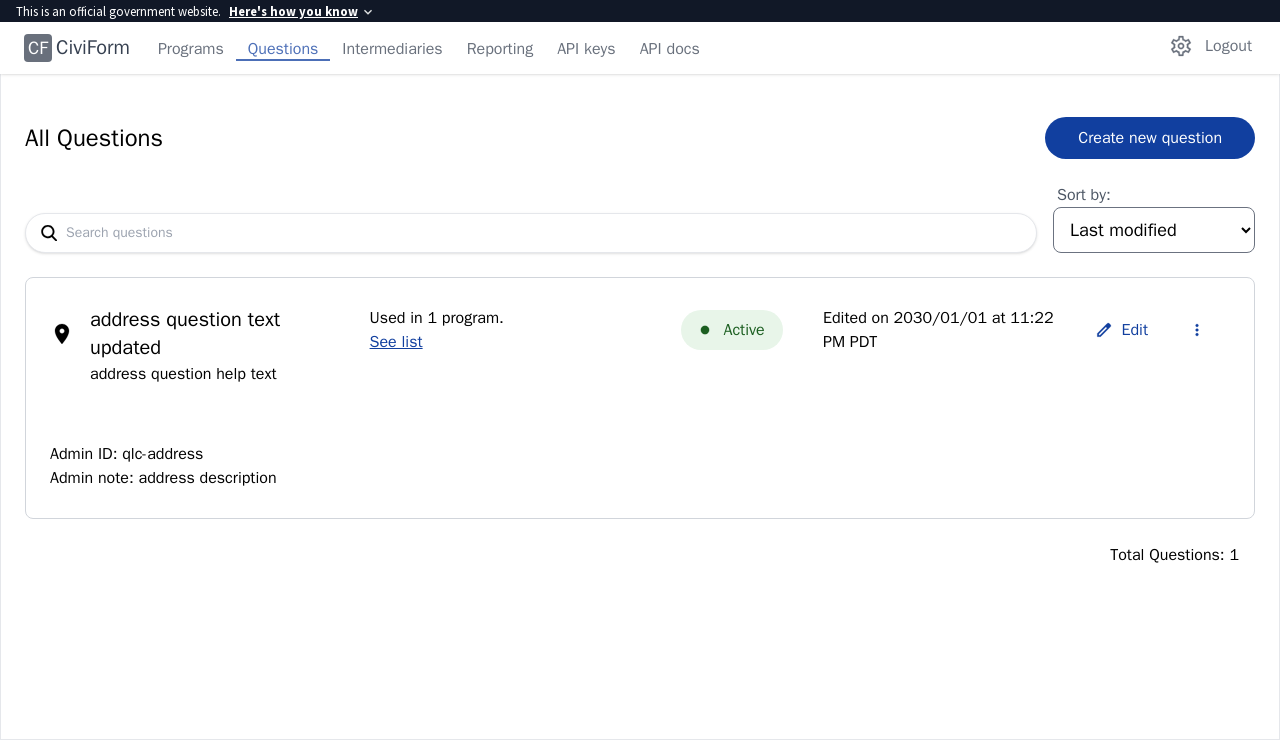 This is an official government website. Here's how you know
CF CiviForm Programs Questions Intermediaries Reporting API keys API docs Logout
All Questions
Create new question
Sort by:
Search questions
Last modified
address question text
updated
address question help text
Used in 1 program.
See list
Active
Edited on 2030/01/01 at 11:22
PM PDT
Edit
Admin ID: qlc-address
Admin note: address description
Total Questions: 1